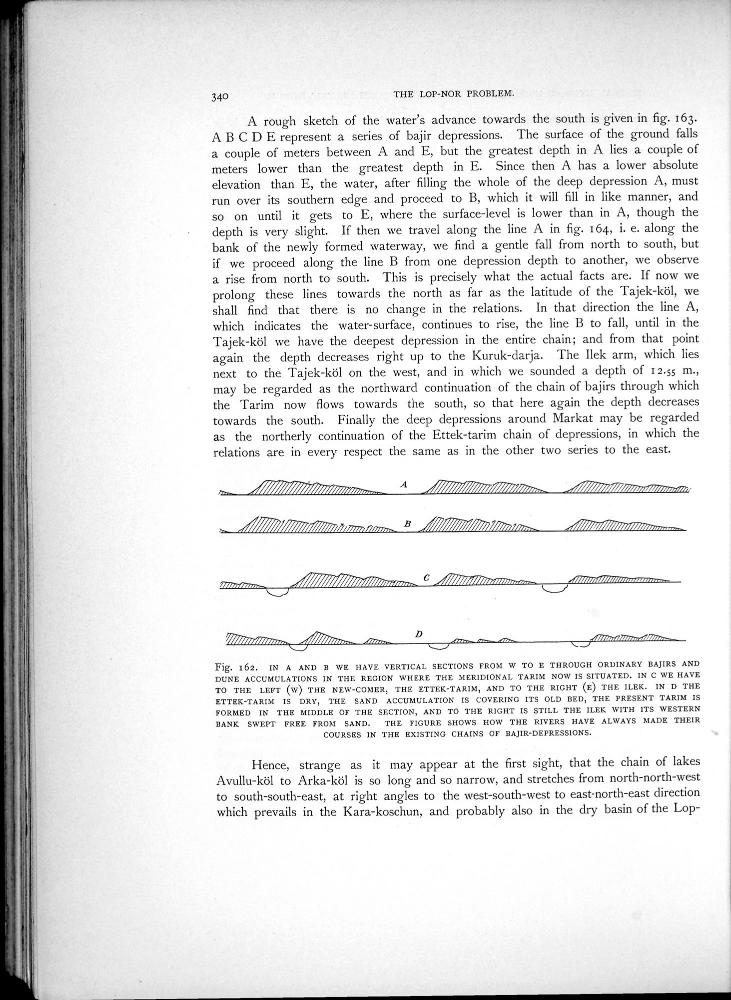 340
THE LOP-NOR PROBLEM.
A rough sketch of the water's advance towards the south is given in fig. 163.
A B C D E represent a series of bajir depressions. The surface of the ground falls
a couple of meters between A and E, but the greatest depth in A lies a couple of
meters lower than the greatest depth in E. Since then A has a lower absolute
elevation than E, the water, after filling the whole of the deep depression A, must
run over its southern edge and proceed to B, which it will fill in like manner, and
so on until it gets to E, where the surface-level is lower than in A, though the
depth is very slight. If then we travel along the line A in fig. 164, i. e. along the
bank of the newly formed waterway, we find a gentle fall from north to south, but
if we proceed along the line B from one depression depth to another, we observe
a rise from north to south. This is precisely what the actual facts are. If now we
prolong these lines towards the north as far as the latitude of the Tajek-köl, we
shall find that there is no change in the relations. In that direction the line A,
which indicates the water-surface, continues to rise, the line B to fall, until in the
Tajek-köl we have the deepest depression in the entire chain; and from that point
again the depth decreases right up to the Kuruk-darja. The Ilek arm, which lies
next to the Tajek-köl on the west, and in which we sounded a depth of 12.55 m.,
may be regarded as the northward continuation of the chain of bajirs through which
the Tarim now flows towards the south, so that here again the depth decreases
towards the south. Finally the deep depressions around Markat may be regarded
as the northerly continuation of the Ettek-tarim chain of depressions, in which the
relations are in every respect the same as in the other two series to the east.
A
B
C
D
Fig. 162. IN A AND B WE HAVE VERTICAL SECTIONS FROM W TO E THROUGH ORDINARY BAJIRS AND
DUNE ACCUMULATIONS IN THE REGION WHERE THE MERIDIONAL TARIM NOW IS SITUATED. IN C WE HAVE
TO THE LEFT (W) THE NEW-COMER, THE ETTEK-TARIM, AND TO THE RIGHT (E) THE ILEK. IN D THE
ETTEK-TARIM IS DRY, THE SAND ACCUMULATION IS COVERING ITS OLD BED, THE PRESENT TARIM IS
FORMED IN THE MIDDLE OF THE SECTION, AND TO THE RIGHT IS STILL THE ILEK WITH ITS WESTERN
BANK SWEPT FREE FROM SAND. THE FIGURE SHOWS HOW THE RIVERS HAVE ALWAYS MADE THEIR
COURSES IN THE EXISTING CHAINS OF BAJIR-DEPRESSIONS.
Hence, strange as it may appear at the first sight, that the chain of lakes
Avullu-köl to Arka-köl is so long and so narrow, and stretches from north-north-west
to south-south-east, at right angles to the west-south-west to east-north-east direction
which prevails in the Kara-koschun, and probably also in the dry basin of the Lop-